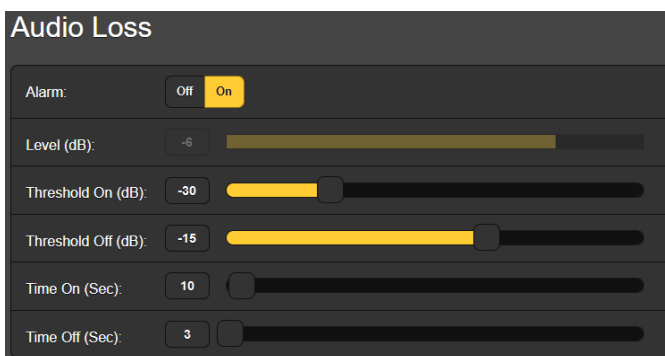 Audio Loss
Alarm: Off On
Level (dB): -6
Threshold On (dB): -30
Threshold Off (dB): -15
Time On (Sec): 10
Time Off (Sec): 3